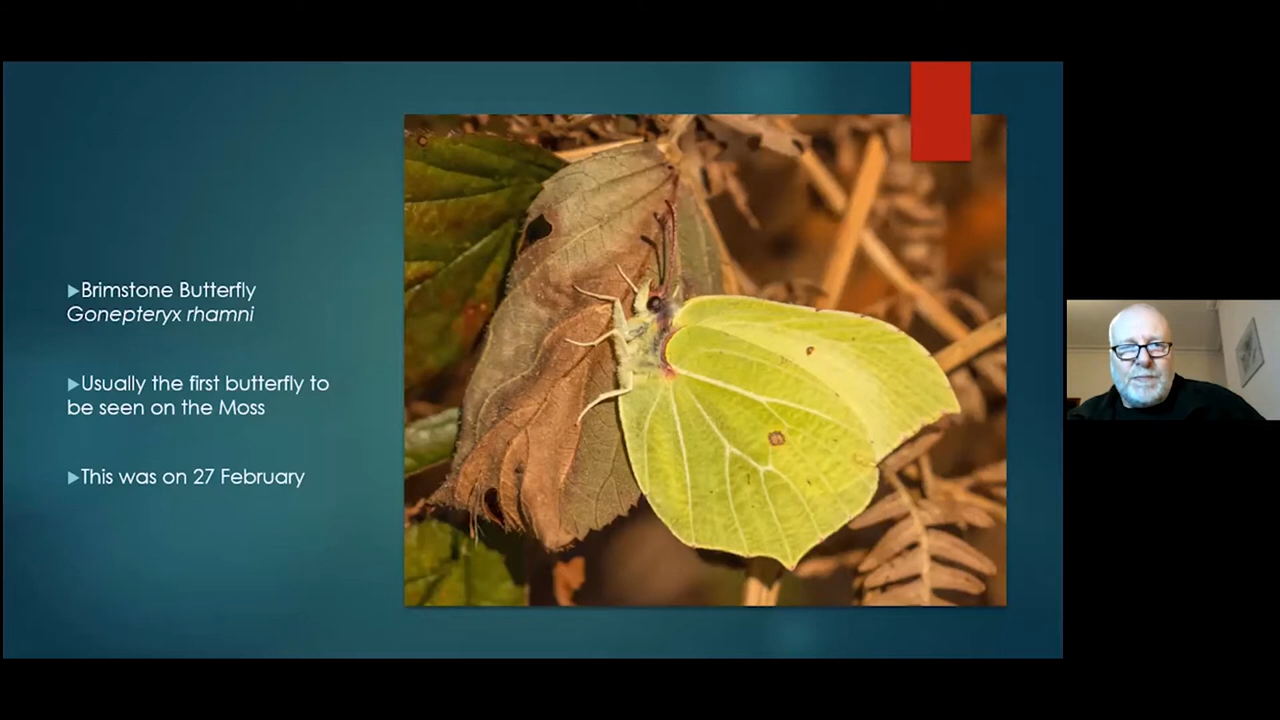 ▶Brimstone Butterfly
Gonepteryx rhamni
▶Usually the first butterfly to
be seen on the Moss
▶This was on 27 February